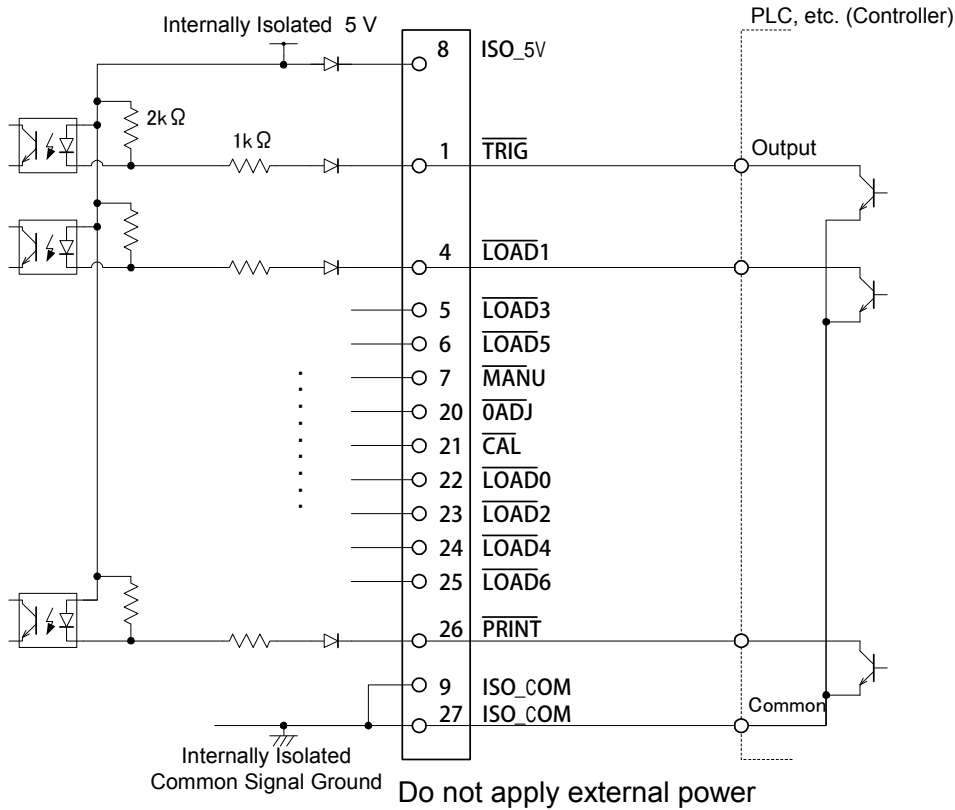 PLC, etc. (Controller)
Internally Isolated 5 V
8 ISO_5V
2kΩ
1kΩ
1 TRIG
Output
4 LOAD1
5 LOAD3
6 LOAD5
7 MANU
20 0ADJ
21 CAL
22 LOAD0
23 LOAD2
24 LOAD4
25 LOAD6
26 PRINT
9 ISO_COM
Common
27 ISO_COM
Internally Isolated
Common Signal Ground
Do not apply external power